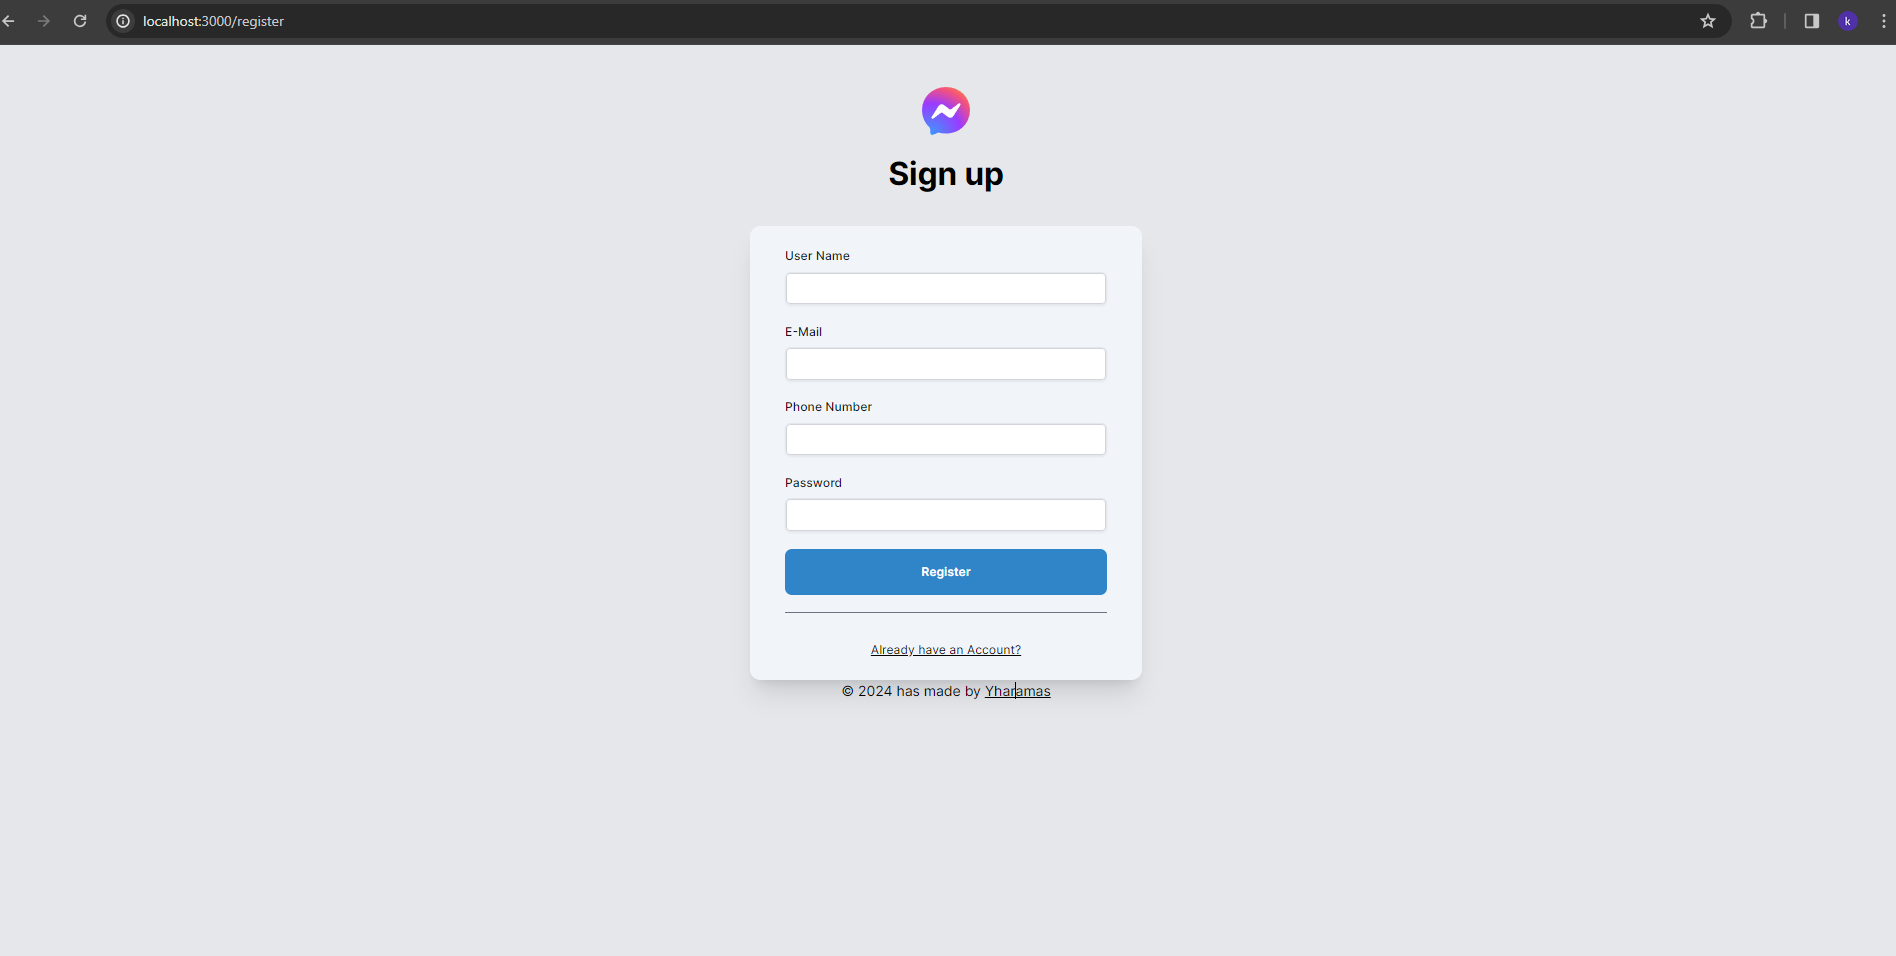 localhost:3000/register
k
Sign up
User Name
E-Mail
Phone Number
Password
Register
Already have an Account?
© 2024 has made by Yharamas